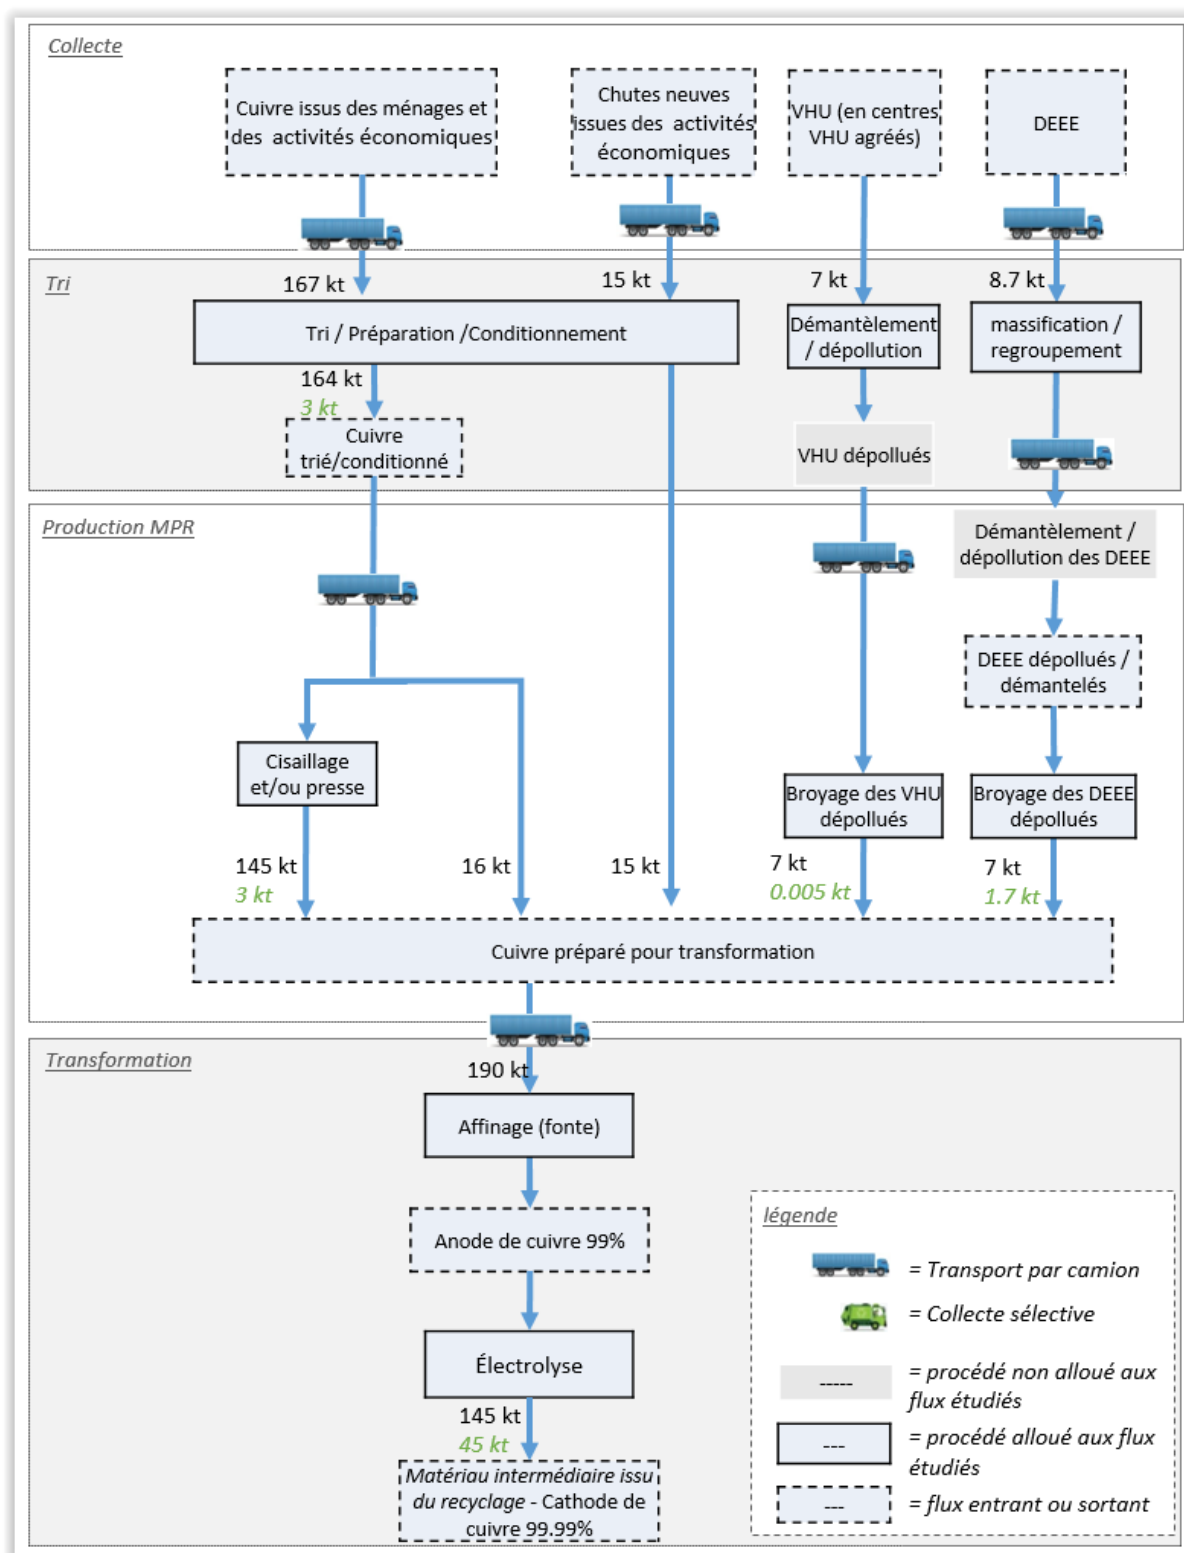 Collecte
Cuivre issus des ménages et
des activités économiques
Chutes neuves
issues des activités
économiques
VHU (en centres
VHU agréés)
DEEE
Tri
167 kt
15 kt
7 kt
8.7 kt
Tri / Préparation /Conditionnement
Démantèlement
/ dépollution
massification /
regroupement
164 kt
3 kt
Cuivre
trié/conditionné
VHU dépollués
Production MPR
Démantèlement /
dépollution des DEEE
DEEE dépollués /
démantelés
Cisaillage
et/ou presse
Broyage des VHU
dépollués
Broyage des DEEE
dépollués
145 kt
3 kt
16 kt
15 kt
7 kt
0.005 kt
7 kt
1.7 kt
Cuivre préparé pour transformation
Transformation
190 kt
Affinage (fonte)
Anode de cuivre 99%
Électrolyse
145 kt
45 kt
Matériau intermédiaire issu
du recyclage - Cathode de
cuivre 99.99%
légende
= Transport par camion
= Collecte sélective
-----
= procédé non alloué aux
flux étudiés
---
= procédé alloué aux flux
étudiés
---
= flux entrant ou sortant